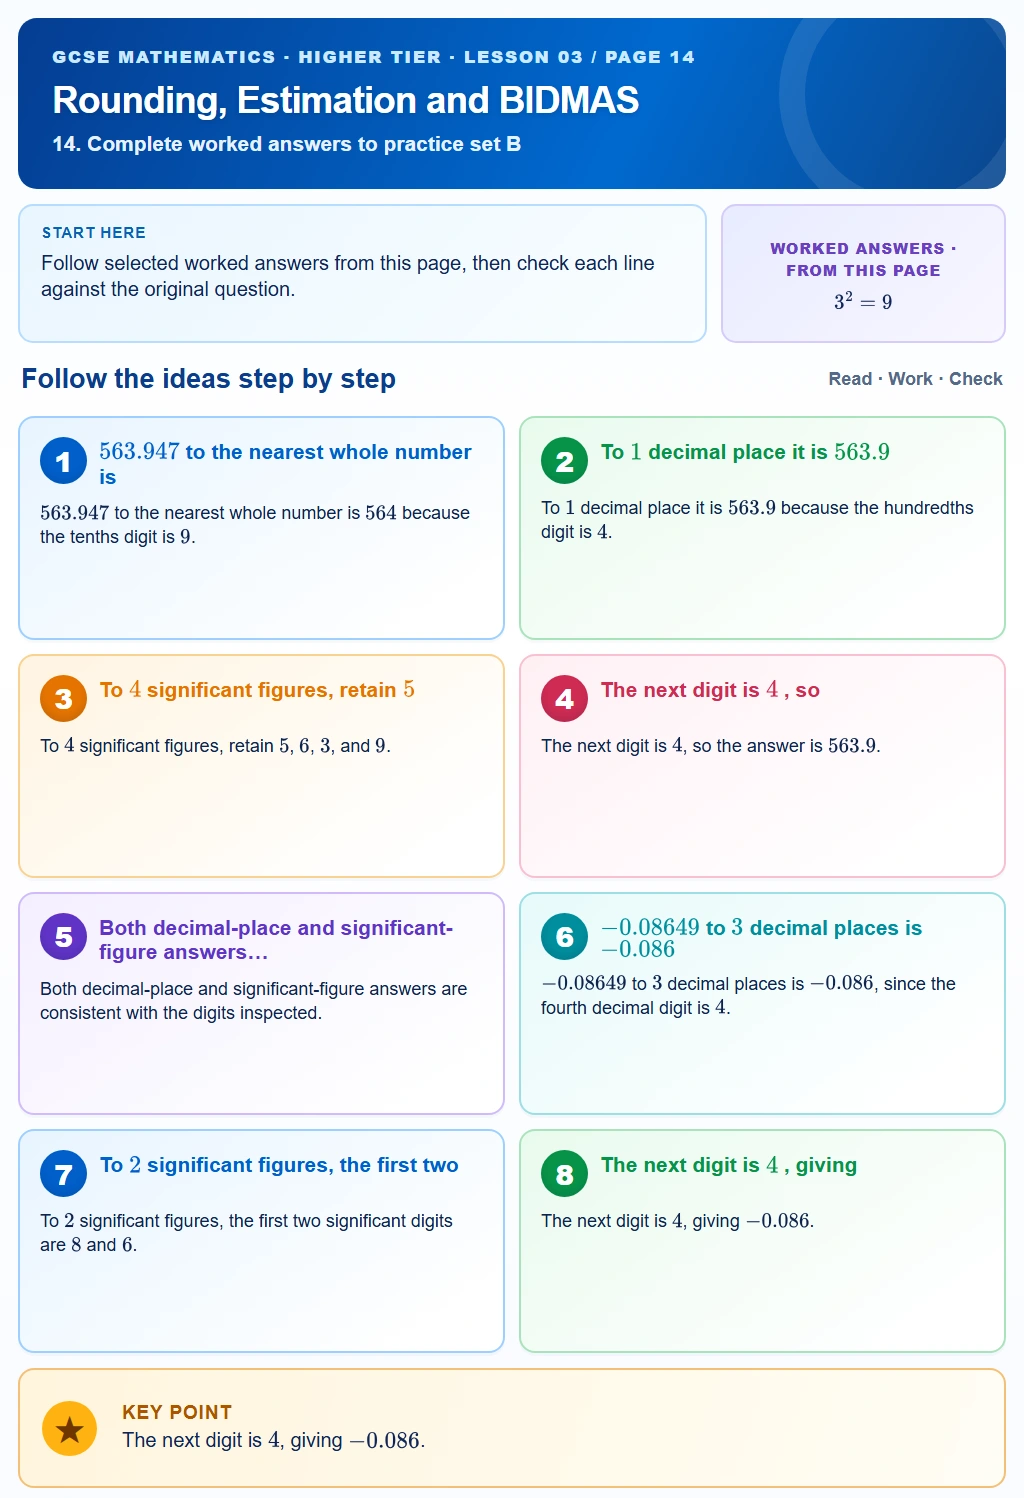 GCSE MATHEMATICS · HIGHER TIER · LESSON 03 / PAGE 14
Rounding, Estimation and BIDMAS
14. Complete worked answers to practice set B
START HERE
Follow selected worked answers from this page, then check each line
against the original question.
WORKED ANSWERS ·
FROM THIS PAGE
3² = 9
Follow the ideas step by step
Read · Work · Check
1
563.947 to the nearest whole number
is
563.947 to the nearest whole number is 564 because
the tenths digit is 9.
2
To 1 decimal place it is 563.9
To 1 decimal place it is 563.9 because the hundredths
digit is 4.
3
To 4 significant figures, retain 5
To 4 significant figures, retain 5, 6, 3, and 9.
4
The next digit is 4 , so
The next digit is 4, so the answer is 563.9.
5
Both decimal-place and significant-
figure answers…
Both decimal-place and significant-figure answers are
consistent with the digits inspected.
6
−0.08649 to 3 decimal places is
−0.086
−0.08649 to 3 decimal places is −0.086, since the
fourth decimal digit is 4.
7
To 2 significant figures, the first two
To 2 significant figures, the first two significant digits
are 8 and 6.
8
The next digit is 4 , giving
The next digit is 4, giving −0.086.
KEY POINT
The next digit is 4, giving −0.086.